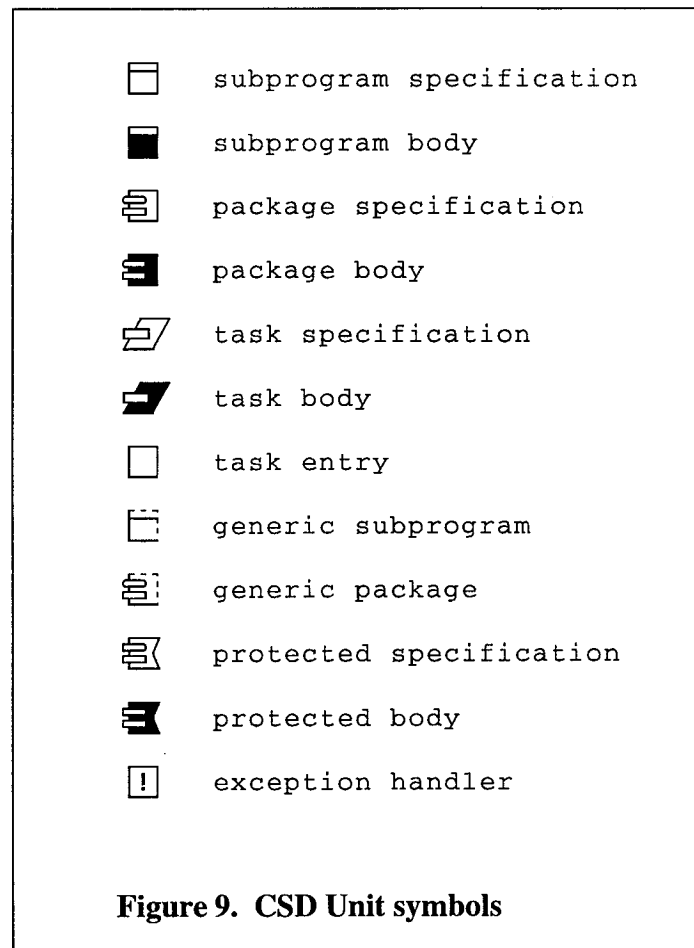 subprogram specification
subprogram body
package specification
package body
task specification
task body
task entry
generic subprogram
generic package
protected specification
protected body
! exception handler
Figure 9. CSD Unit symbols